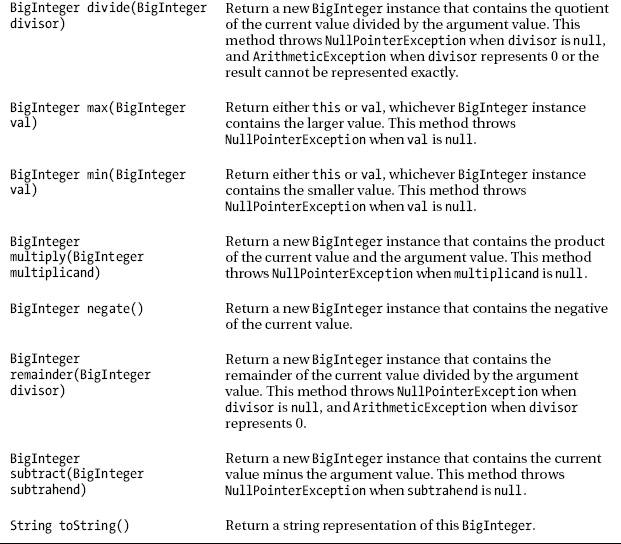 BigInteger divide(BigInteger
divisor)
Return a new BigInteger instance that contains the quotient
of the current value divided by the argument value. This
method throws NullPointerException when divisor is null,
and ArithmeticException when divisor represents 0 or the
result cannot be represented exactly.
BigInteger max(BigInteger
val)
Return either this or val, whichever BigInteger instance
contains the larger value. This method throws
NullPointerException when val is null.
BigInteger min(BigInteger
val)
Return either this or val, whichever BigInteger instance
contains the smaller value. This method throws
NullPointerException when val is null.
BigInteger
multiply(BigInteger
multiplicand)
Return a new BigInteger instance that contains the product
of the current value and the argument value. This method
throws NullPointerException when multiplicand is null.
BigInteger negate()
Return a new BigInteger instance that contains the negative
of the current value.
BigInteger
remainder(BigInteger
divisor)
Return a new BigInteger instance that contains the
remainder of the current value divided by the argument
value. This method throws NullPointerException when
divisor is null, and ArithmeticException when divisor
represents 0.
BigInteger
subtract(BigInteger
subtrahend)
Return a new BigInteger instance that contains the current
value minus the argument value. This method throws
NullPointerException when subtrahend is null.
String toString()
Return a string representation of this BigInteger.